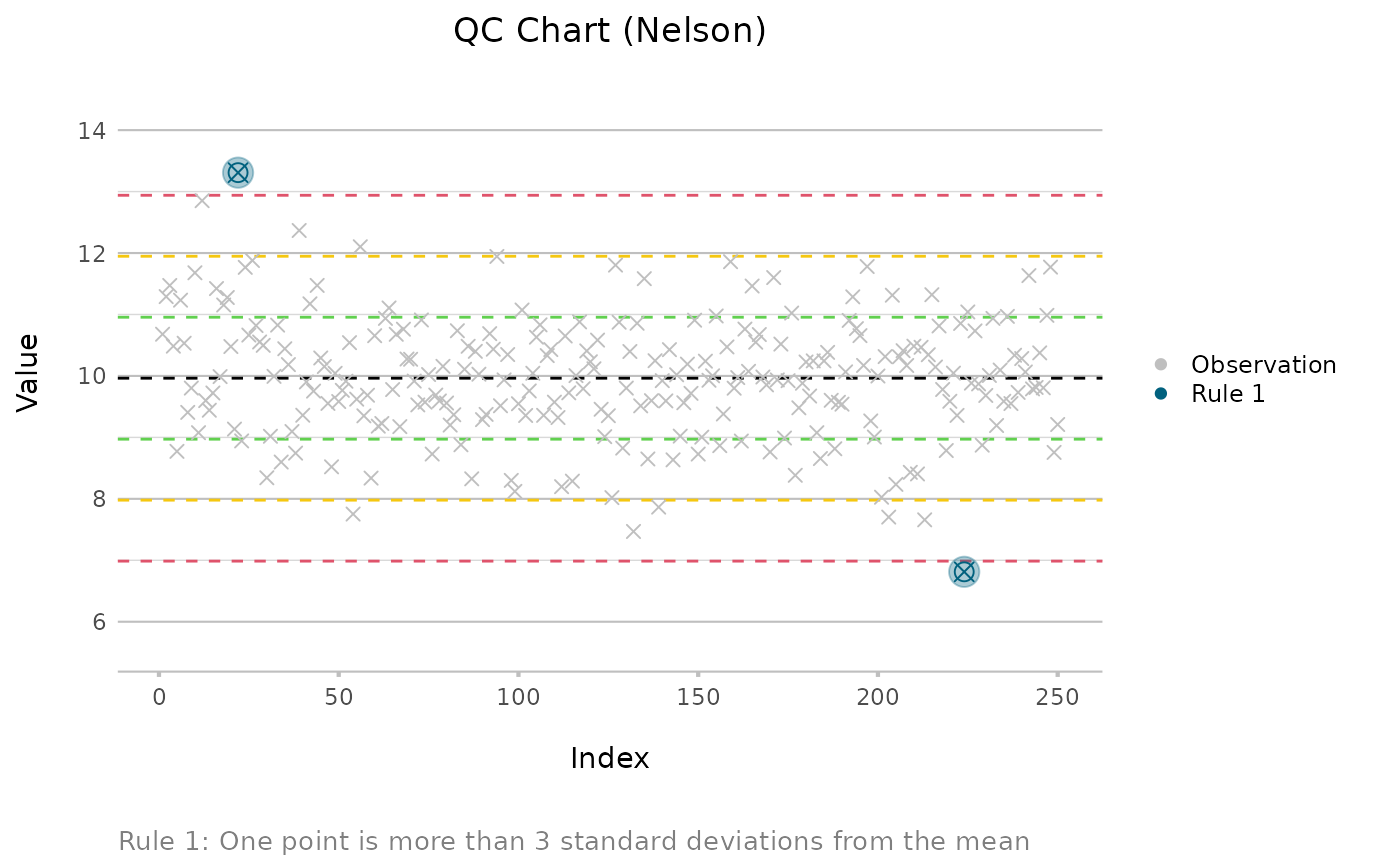 QC Chart (Nelson)
14
12
10
8
6
Value
0 50 100 150 200 250
Index
Observation
Rule 1
Rule 1: One point is more than 3 standard deviations from the mean